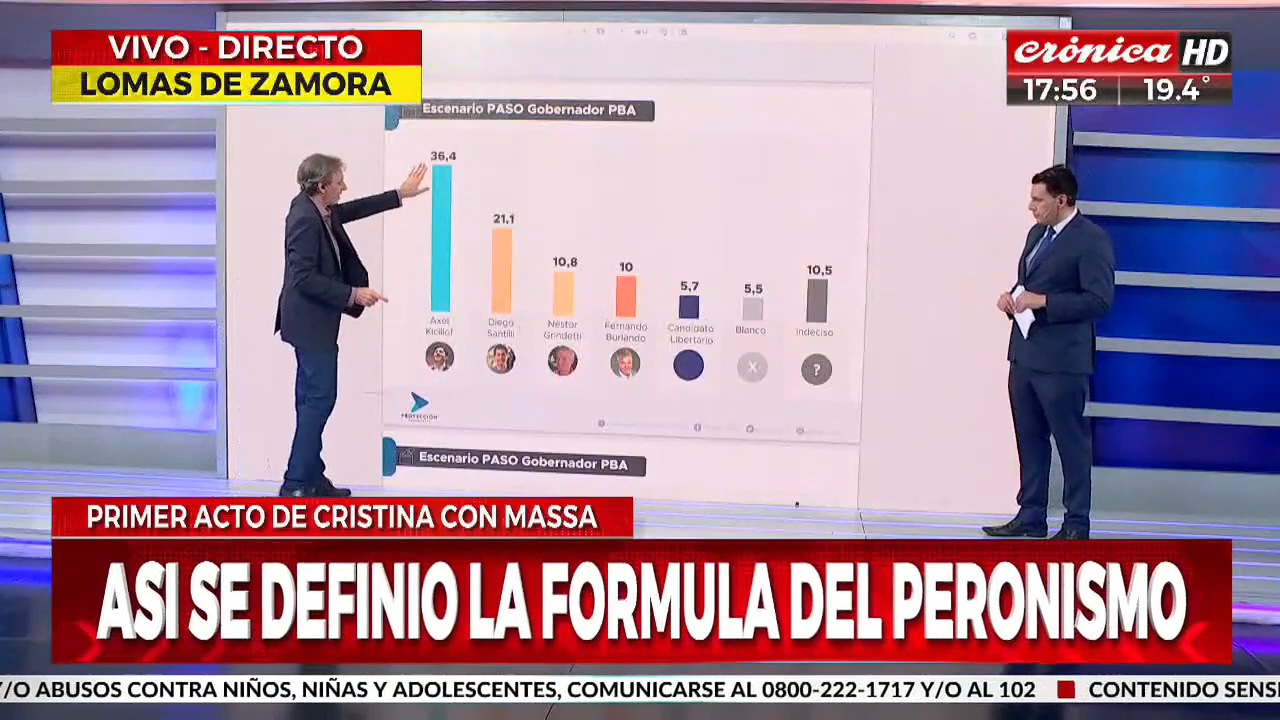 VIVO - DIRECTO
LOMAS DE ZAMORA
crónica HD
17:56 19.4°
Escenario PASO Gobernador PBA
36,4
21,1
10,8
10
5,7
5,5
10,5
Axel
Kicillof
Diego
Santilli
Néstor
Grindetti
Fernando
Burlando
Candidato
Libertario
Blanco
Indeciso
X
?
PROYECCIÓN
Escenario PASO Gobernador PBA
PRIMER ACTO DE CRISTINA CON MASSA
ASI SE DEFINIO LA FORMULA DEL PERONISMO
Y/O ABUSOS CONTRA NIÑOS, NIÑAS Y ADOLESCENTES, COMUNICARSE AL 0800-222-1717 Y/O AL 102 CONTENIDO SENSI